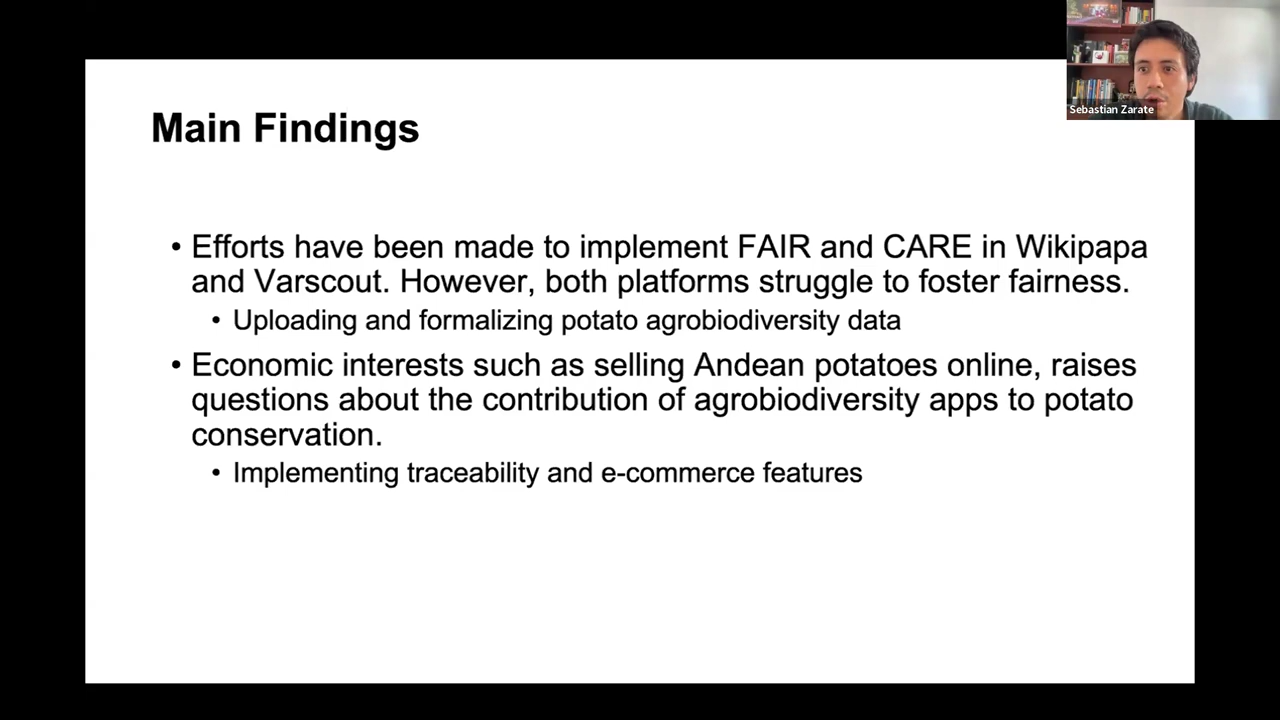 Sebastian Zarate
Main Findings
• Efforts have been made to implement FAIR and CARE in Wikipapa
and Varscout. However, both platforms struggle to foster fairness.
• Uploading and formalizing potato agrobiodiversity data
• Economic interests such as selling Andean potatoes online, raises
questions about the contribution of agrobiodiversity apps to potato
conservation.
• Implementing traceability and e-commerce features